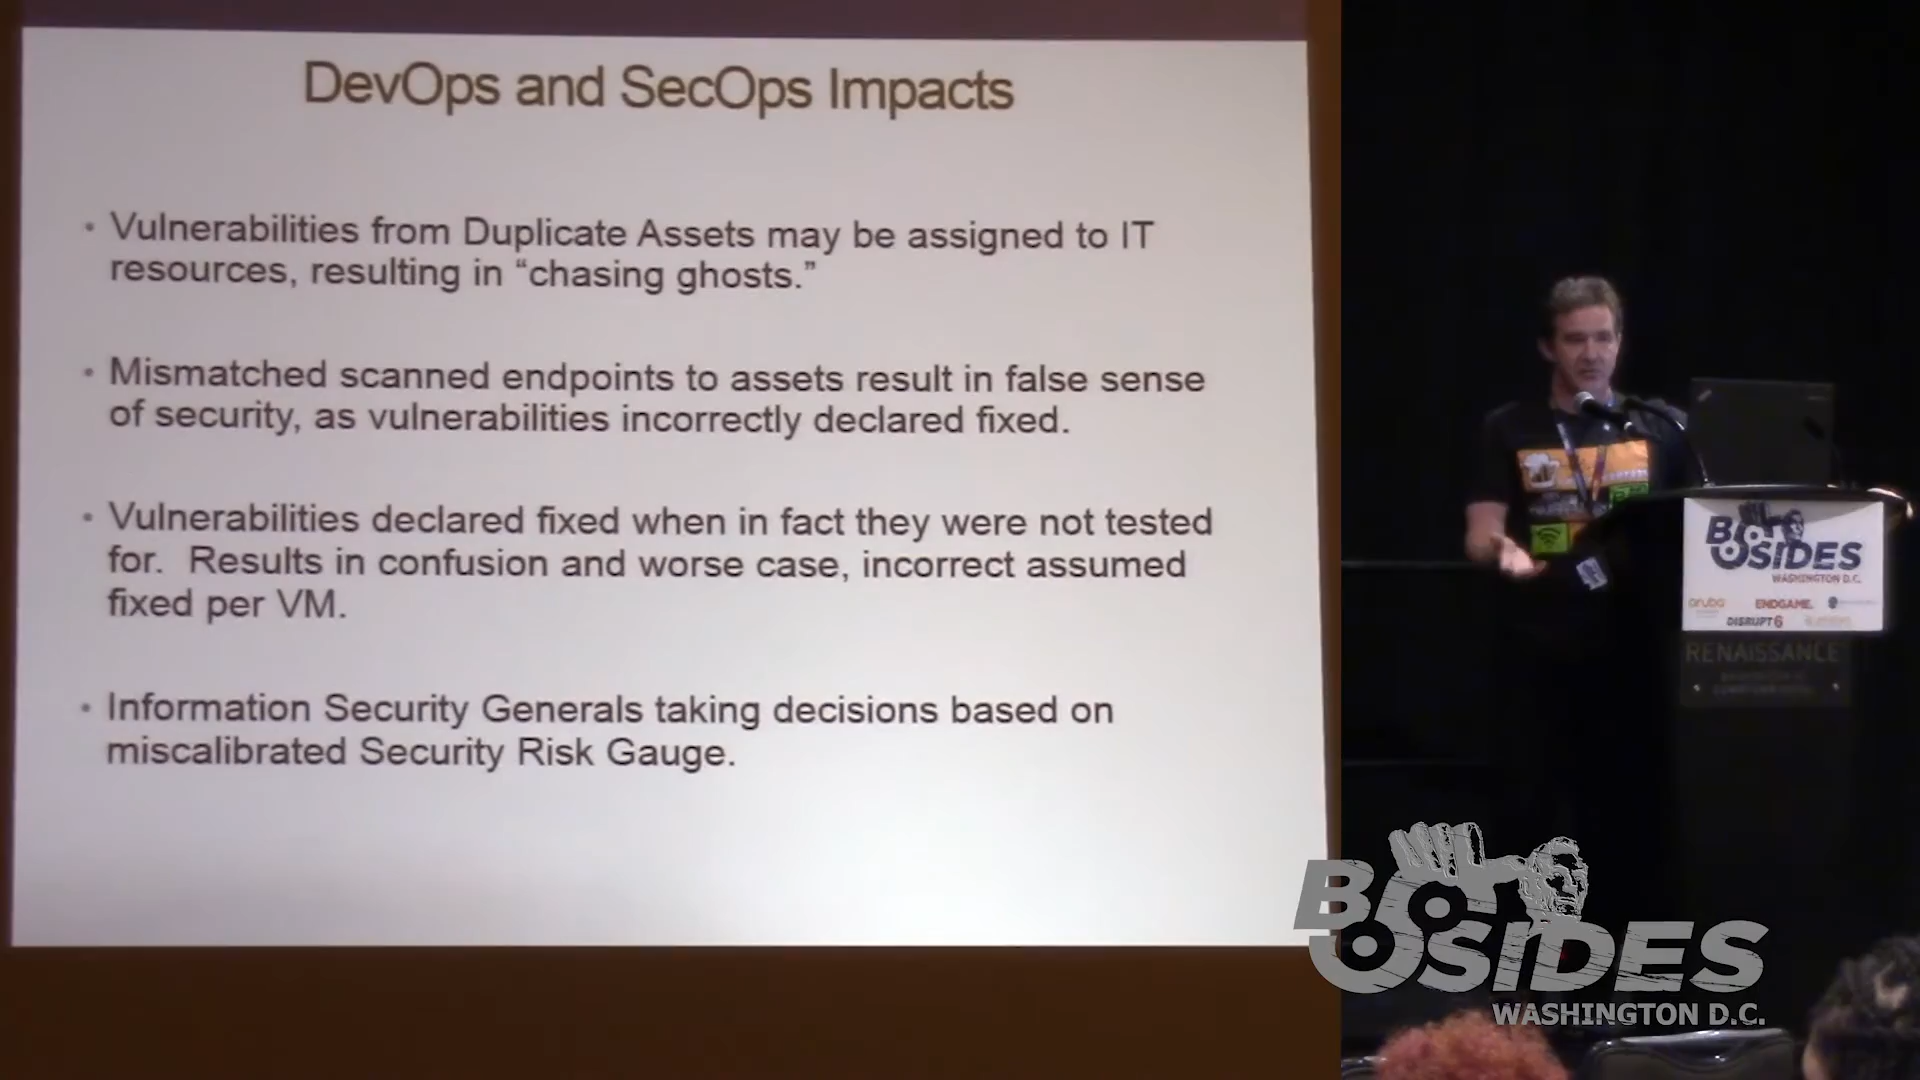 DevOps and SecOps Impacts
• Vulnerabilities from Duplicate Assets may be assigned to IT
resources, resulting in “chasing ghosts.”
• Mismatched scanned endpoints to assets result in false sense
of security, as vulnerabilities incorrectly declared fixed.
• Vulnerabilities declared fixed when in fact they were not tested
for. Results in confusion and worse case, incorrect assumed
fixed per VM.
• Information Security Generals taking decisions based on
miscalibrated Security Risk Gauge.
BSIDES
WASHINGTON D.C.
aruba
ENDGAME.
DISRUPT6
RENAISSANCE
BSIDES
WASHINGTON D.C.